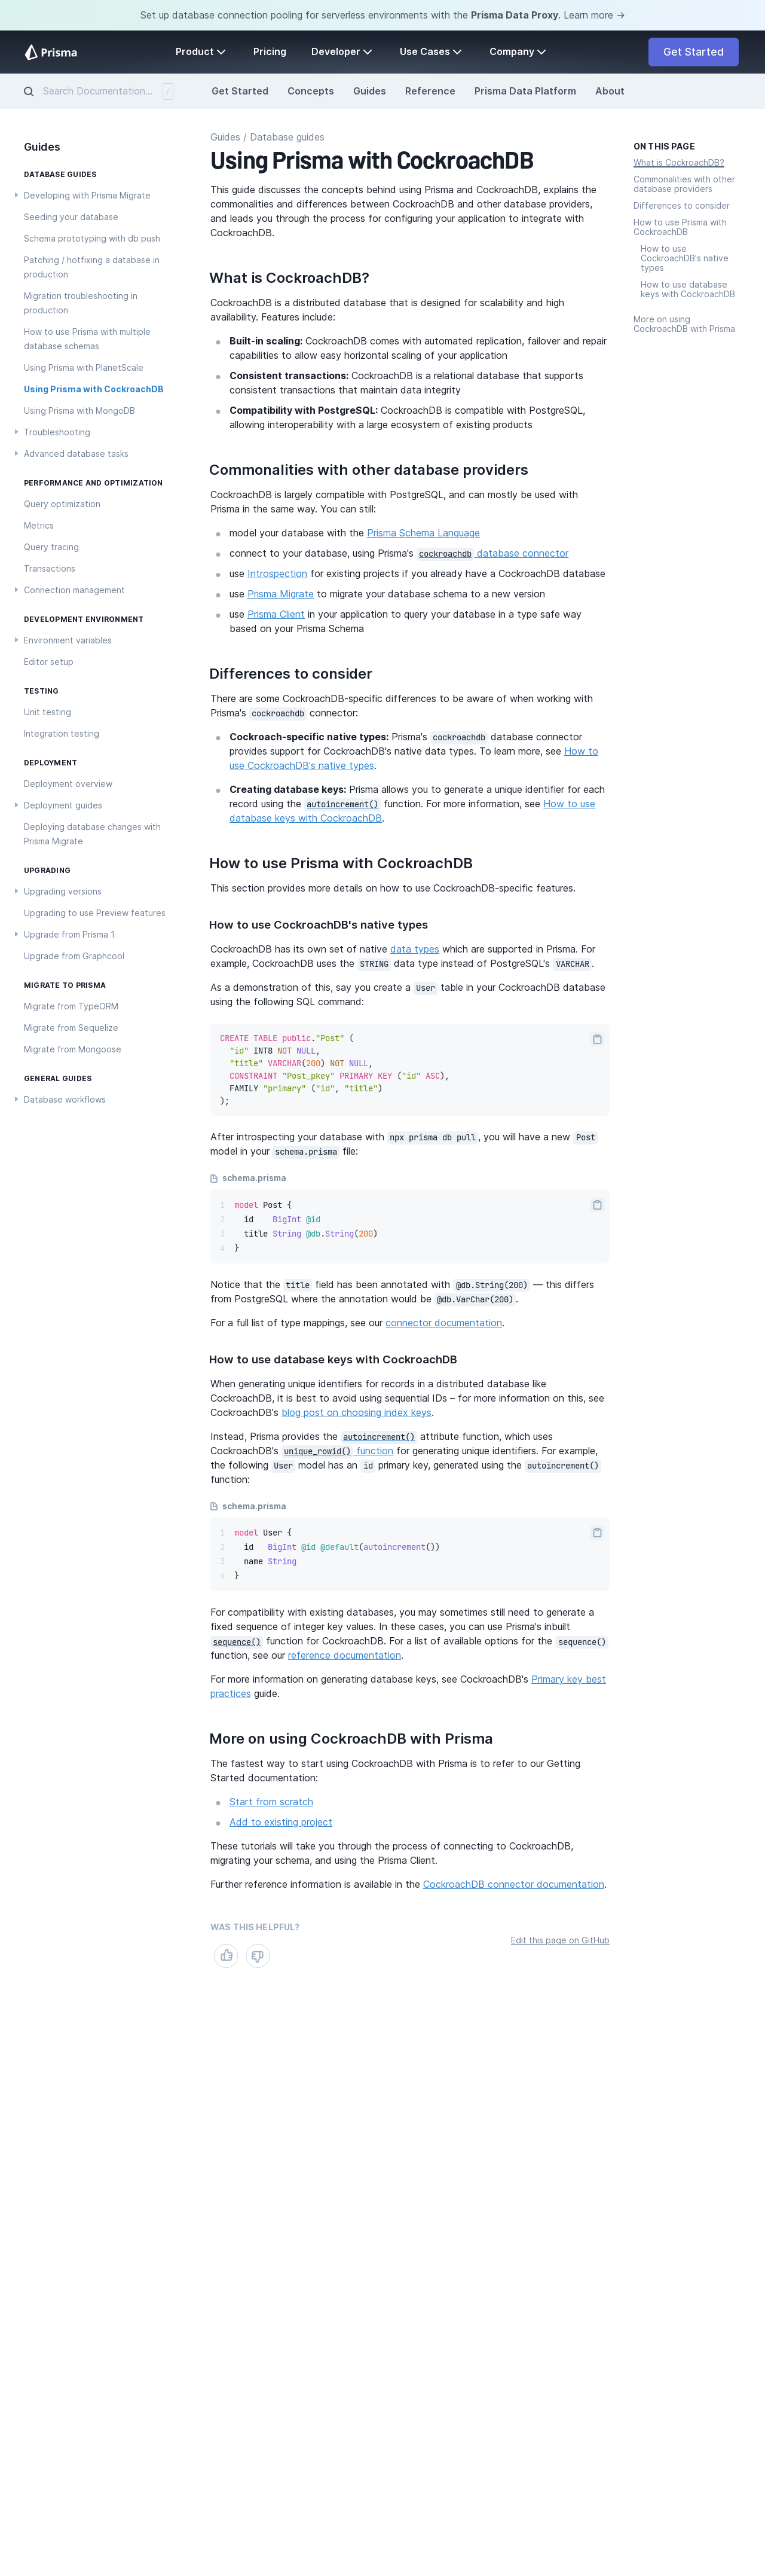 Set up database connection pooling for serverless environments with the Prisma Data Proxy. Learn more →
Prisma
Product
Pricing
Developer
Use Cases
Company
Get Started
Search Documentation...
/
Get Started
Concepts
Guides
Reference
Prisma Data Platform
About
Guides
DATABASE GUIDES
Developing with Prisma Migrate
Seeding your database
Schema prototyping with db push
Patching / hotfixing a database in
production
Migration troubleshooting in
production
How to use Prisma with multiple
database schemas
Using Prisma with PlanetScale
Using Prisma with CockroachDB
Using Prisma with MongoDB
Troubleshooting
Advanced database tasks
PERFORMANCE AND OPTIMIZATION
Query optimization
Metrics
Query tracing
Transactions
Connection management
DEVELOPMENT ENVIRONMENT
Environment variables
Editor setup
TESTING
Unit testing
Integration testing
DEPLOYMENT
Deployment overview
Deployment guides
Deploying database changes with
Prisma Migrate
UPGRADING
Upgrading versions
Upgrading to use Preview features
Upgrade from Prisma 1
Upgrade from Graphcool
MIGRATE TO PRISMA
Migrate from TypeORM
Migrate from Sequelize
Migrate from Mongoose
GENERAL GUIDES
Database workflows
Guides / Database guides
Using Prisma with CockroachDB
This guide discusses the concepts behind using Prisma and CockroachDB, explains the
commonalities and differences between CockroachDB and other database providers,
and leads you through the process for configuring your application to integrate with
CockroachDB.
What is CockroachDB?
CockroachDB is a distributed database that is designed for scalability and high
availability. Features include:
Built-in scaling: CockroachDB comes with automated replication, failover and repair
capabilities to allow easy horizontal scaling of your application
Consistent transactions: CockroachDB is a relational database that supports
consistent transactions that maintain data integrity
Compatibility with PostgreSQL: CockroachDB is compatible with PostgreSQL,
allowing interoperability with a large ecosystem of existing products
Commonalities with other database providers
CockroachDB is largely compatible with PostgreSQL, and can mostly be used with
Prisma in the same way. You can still:
model your database with the Prisma Schema Language
connect to your database, using Prisma's cockroachdb database connector
use Introspection for existing projects if you already have a CockroachDB database
use Prisma Migrate to migrate your database schema to a new version
use Prisma Client in your application to query your database in a type safe way
based on your Prisma Schema
Differences to consider
There are some CockroachDB-specific differences to be aware of when working with
Prisma's cockroachdb connector:
Cockroach-specific native types: Prisma's cockroachdb database connector
provides support for CockroachDB's native data types. To learn more, see How to
use CockroachDB's native types.
Creating database keys: Prisma allows you to generate a unique identifier for each
record using the autoincrement() function. For more information, see How to use
database keys with CockroachDB.
How to use Prisma with CockroachDB
This section provides more details on how to use CockroachDB-specific features.
How to use CockroachDB's native types
CockroachDB has its own set of native data types which are supported in Prisma. For
example, CockroachDB uses the STRING data type instead of PostgreSQL's VARCHAR.
As a demonstration of this, say you create a User table in your CockroachDB database
using the following SQL command:
CREATE TABLE public."Post" (
"id" INT8 NOT NULL,
"title" VARCHAR(200) NOT NULL,
CONSTRAINT "Post_pkey" PRIMARY KEY ("id" ASC),
FAMILY "primary" ("id", "title")
);
After introspecting your database with npx prisma db pull, you will have a new Post
model in your schema.prisma file:
schema.prisma
1 model Post {
2 id BigInt @id
3 title String @db.String(200)
4 }
Notice that the title field has been annotated with @db.String(200) — this differs
from PostgreSQL where the annotation would be @db.VarChar(200).
For a full list of type mappings, see our connector documentation.
How to use database keys with CockroachDB
When generating unique identifiers for records in a distributed database like
CockroachDB, it is best to avoid using sequential IDs – for more information on this, see
CockroachDB's blog post on choosing index keys.
Instead, Prisma provides the autoincrement() attribute function, which uses
CockroachDB's unique_rowid() function for generating unique identifiers. For example,
the following User model has an id primary key, generated using the autoincrement()
function:
schema.prisma
1 model User {
2 id BigInt @id @default(autoincrement())
3 name String
4 }
For compatibility with existing databases, you may sometimes still need to generate a
fixed sequence of integer key values. In these cases, you can use Prisma's inbuilt
sequence() function for CockroachDB. For a list of available options for the sequence()
function, see our reference documentation.
For more information on generating database keys, see CockroachDB's Primary key best
practices guide.
More on using CockroachDB with Prisma
The fastest way to start using CockroachDB with Prisma is to refer to our Getting
Started documentation:
Start from scratch
Add to existing project
These tutorials will take you through the process of connecting to CockroachDB,
migrating your schema, and using the Prisma Client.
Further reference information is available in the CockroachDB connector documentation.
WAS THIS HELPFUL?
Edit this page on GitHub
ON THIS PAGE
What is CockroachDB?
Commonalities with other
database providers
Differences to consider
How to use Prisma with
CockroachDB
How to use
CockroachDB's native
types
How to use database
keys with CockroachDB
More on using
CockroachDB with Prisma